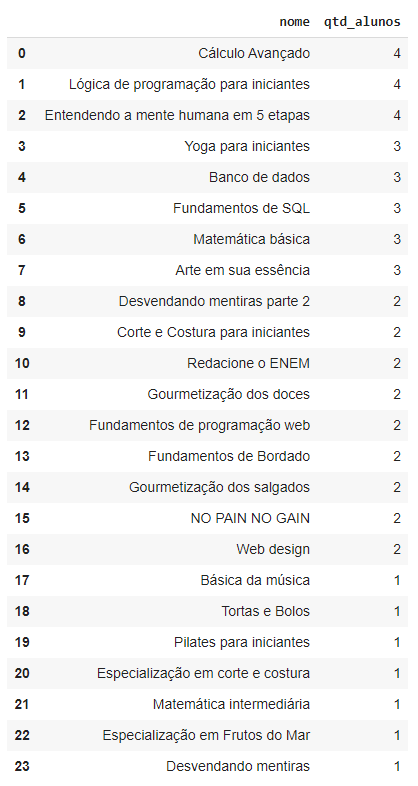 nome qtd_alunos
0 Cálculo Avançado 4
1 Lógica de programação para iniciantes 4
2 Entendendo a mente humana em 5 etapas 4
3 Yoga para iniciantes 3
4 Banco de dados 3
5 Fundamentos de SQL 3
6 Matemática básica 3
7 Arte em sua essência 3
8 Desvendando mentiras parte 2 2
9 Corte e Costura para iniciantes 2
10 Redacione o ENEM 2
11 Gourmetização dos doces 2
12 Fundamentos de programação web 2
13 Fundamentos de Bordado 2
14 Gourmetização dos salgados 2
15 NO PAIN NO GAIN 2
16 Web design 2
17 Básica da música 1
18 Tortas e Bolos 1
19 Pilates para iniciantes 1
20 Especialização em corte e costura 1
21 Matemática intermediária 1
22 Especialização em Frutos do Mar 1
23 Desvendando mentiras 1